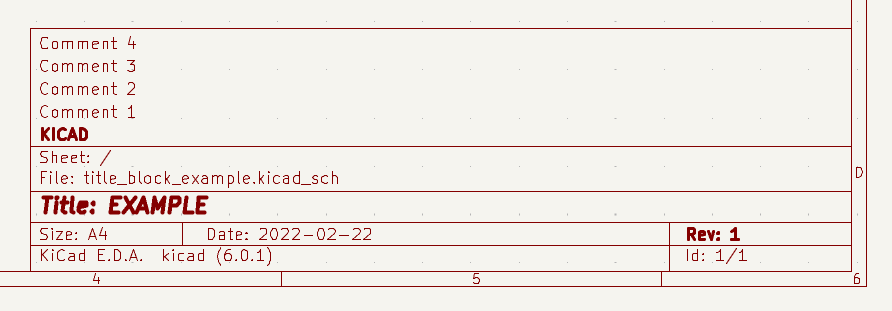 Comment 4
Comment 3
Comment 2
Comment 1
KICAD
Sheet: /
File: title_block_example.kicad_sch
D
Title: EXAMPLE
Size: A4 Date: 2022-02-22 Rev: 1
KiCad E.D.A. kicad (6.0.1) Id: 1/1
4 5 6